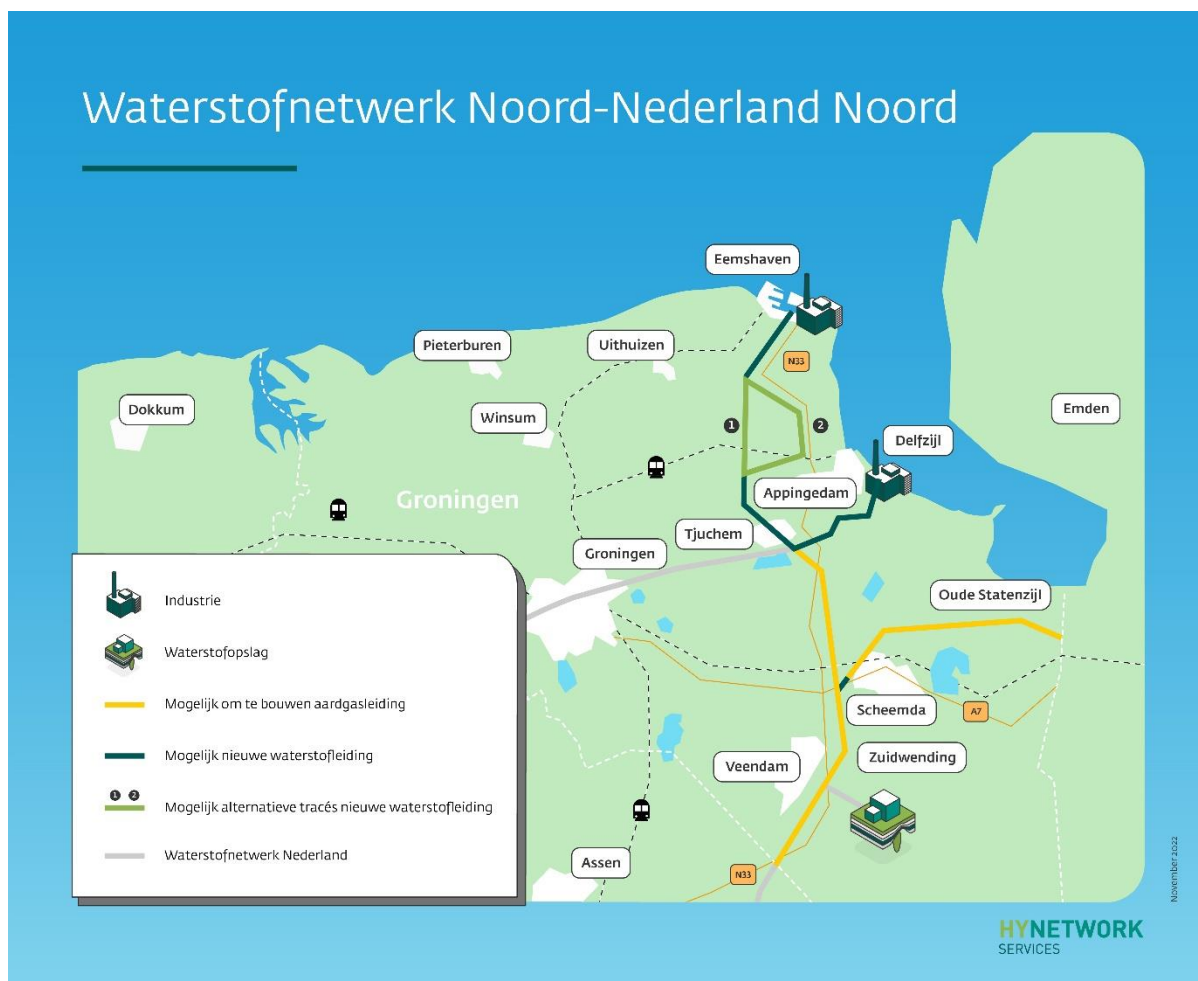 Waterstofnetwerk Noord-Nederland Noord
Eemshaven
Pieterburen
Uithuizen
N33
Dokkum
Winsum
Emden
1
2
Delfzijl
Groningen
Appingedam
Tjuchem
Groningen
Oude Statenzijl
Scheemda
A7
Veendam
Zuidwending
Assen
N33
Industrie
Waterstofopslag
Mogelijk om te bouwen aardgasleiding
Mogelijk nieuwe waterstofleiding
1 2
Mogelijk alternatieve tracés nieuwe waterstofleiding
Waterstofnetwerk Nederland
November 2022
HYNETWORK
SERVICES